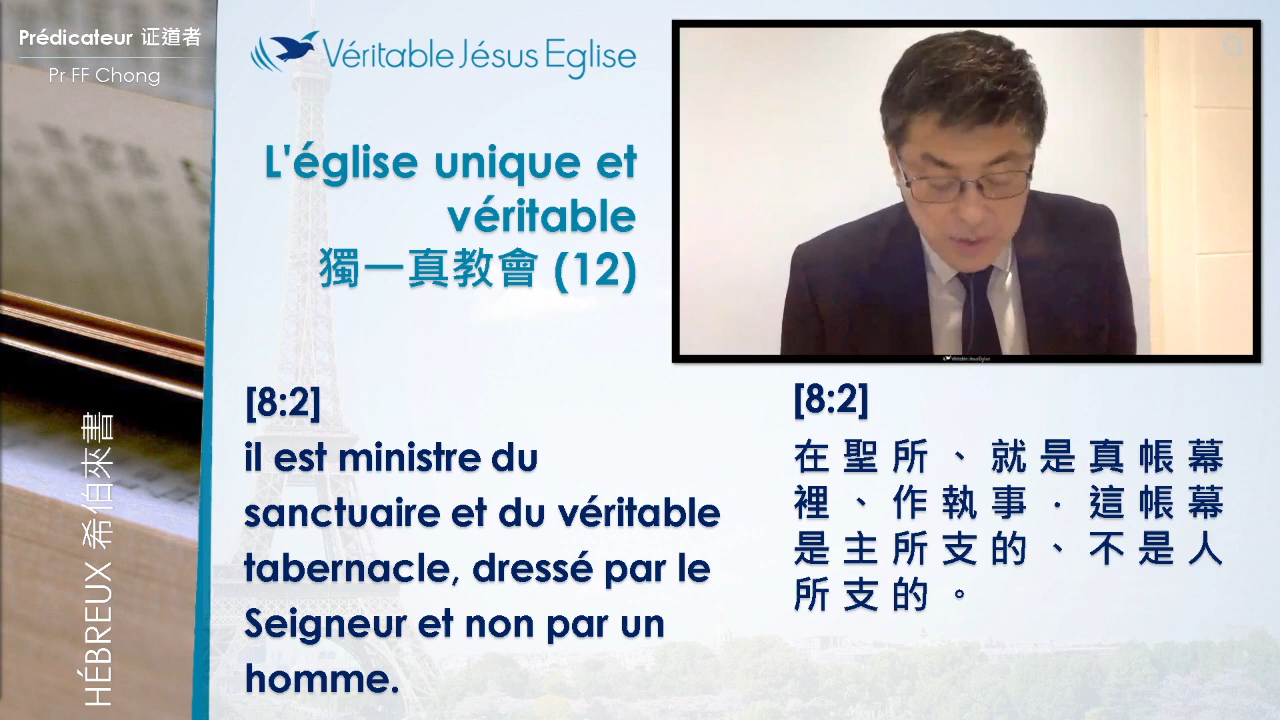 Prédicateur 证道者
Pr FF Chong
Véritable Jésus Eglise
L'église unique et
véritable
獨一真教會 (12)
[8:2]
il est ministre du
sanctuaire et du véritable
tabernacle, dressé par le
Seigneur et non par un
homme.
[8:2]
在聖所、就是真帳幕
裡、作執事．這帳幕
是主所支的、不是人
所支的。
HÉBREUX 希伯來書
Véritable Jésus Eglise